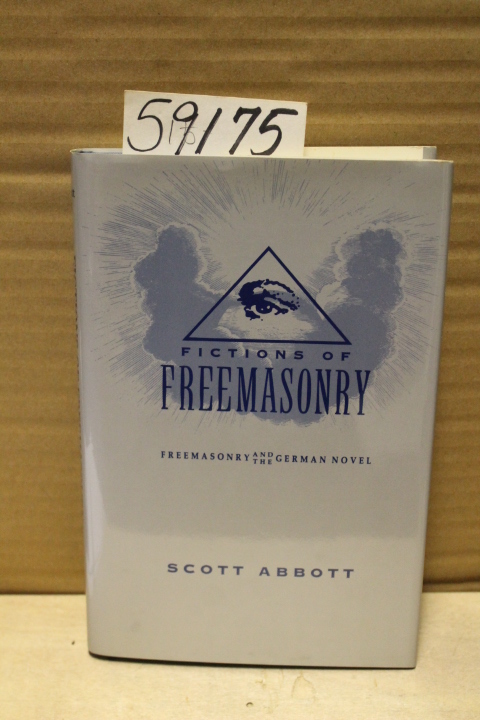 59175
FICTIONS OF
FREEMASONRY
FREEMASONRY AND THE GERMAN NOVEL
SCOTT ABBOTT